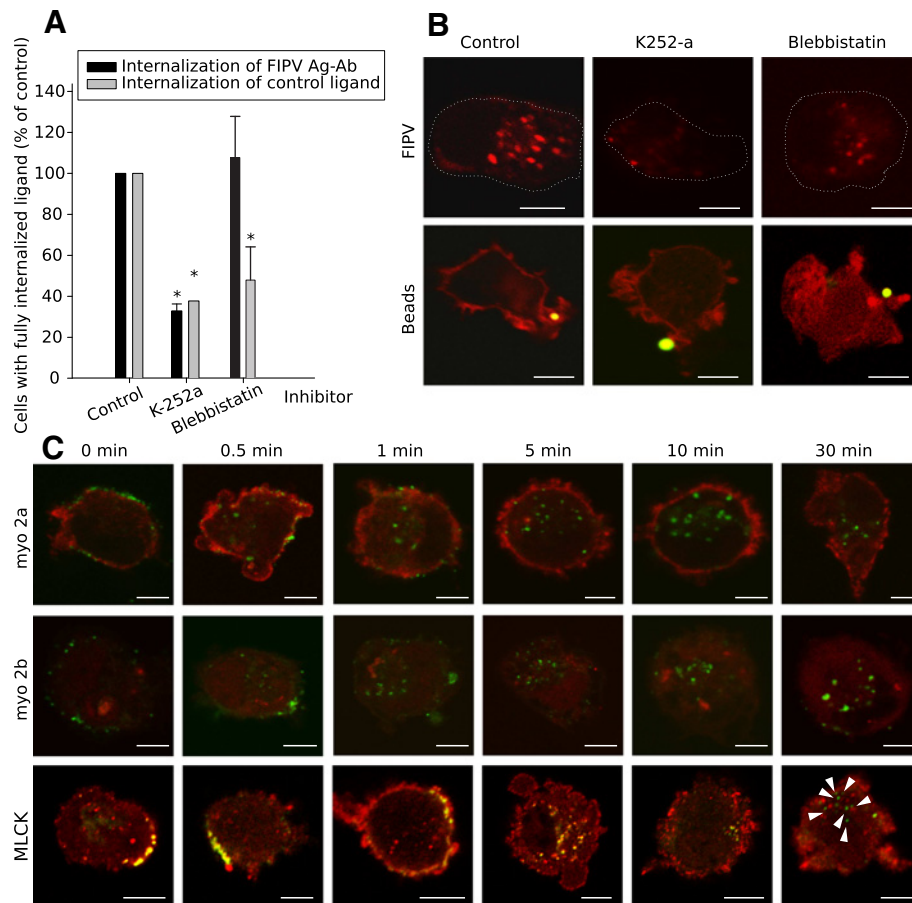 A
Cells with fully internalized ligand (% of control)
Internalization of FIPV Ag-Ab
Internalization of control ligand
140
120
100
80
60
40
20
0
*
*
*
Control
K-252a
Blebbistatin
Inhibitor
B
Control K252-a Blebbistatin
FIPV
Beads
C
0 min 0.5 min 1 min 5 min 10 min 30 min
myo 2a
myo 2b
MLCK